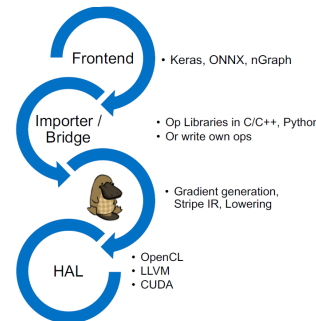 Frontend
• Keras, ONNX, nGraph
Importer /
Bridge
• Op Libraries in C/C++, Python
• Or write own ops
• Gradient generation,
Stripe IR, Lowering
HAL
• OpenCL
• LLVM
• CUDA